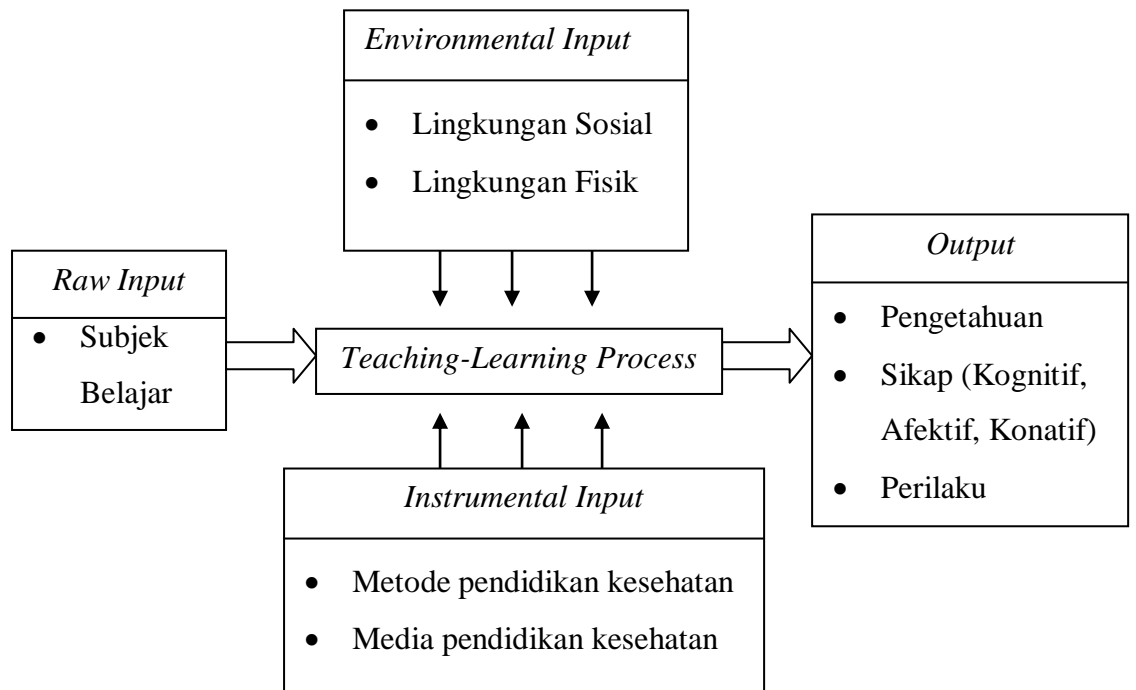 Environmental Input
• Lingkungan Sosial
• Lingkungan Fisik
Raw Input
• Subjek
Belajar
Teaching-Learning Process
Output
• Pengetahuan
• Sikap (Kognitif,
Afektif, Konatif)
• Perilaku
Instrumental Input
• Metode pendidikan kesehatan
• Media pendidikan kesehatan